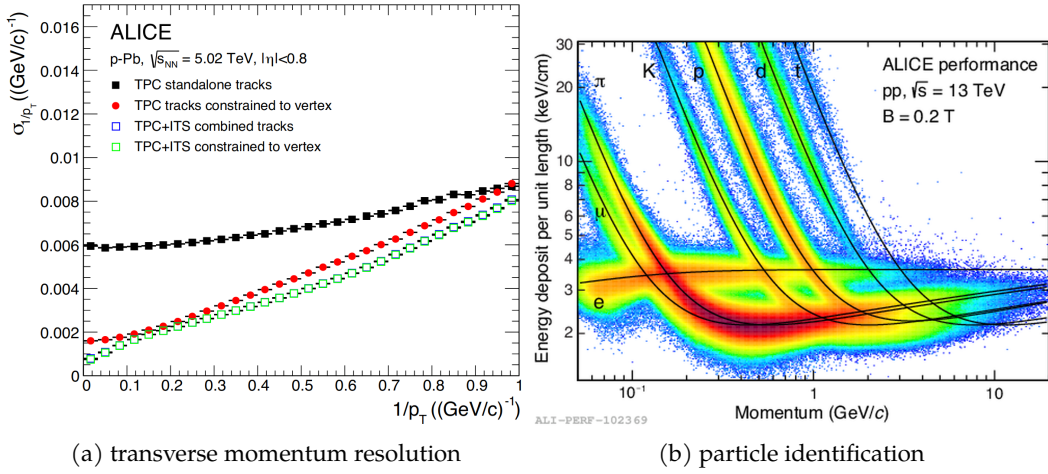 σ1/pT ((GeV/c)⁻¹)
0.016
0.014
0.012
0.01
0.008
0.006
0.004
0.002
0
ALICE
p-Pb, √sNN = 5.02 TeV, |η|<0.8
TPC standalone tracks
TPC tracks constrained to vertex
TPC+ITS combined tracks
TPC+ITS constrained to vertex
0 0.1 0.2 0.3 0.4 0.5 0.6 0.7 0.8 0.9 1
1/pT ((GeV/c)⁻¹)
(a) transverse momentum resolution
Energy deposit per unit length (keV/cm)
30
20
10
8
6
5
4
3
2
π
K
p
d
t
μ
e
ALICE performance
pp, √s = 13 TeV
B = 0.2 T
10⁻¹ 1 10
Momentum (GeV/c)
ALI-PERF-102369
(b) particle identification